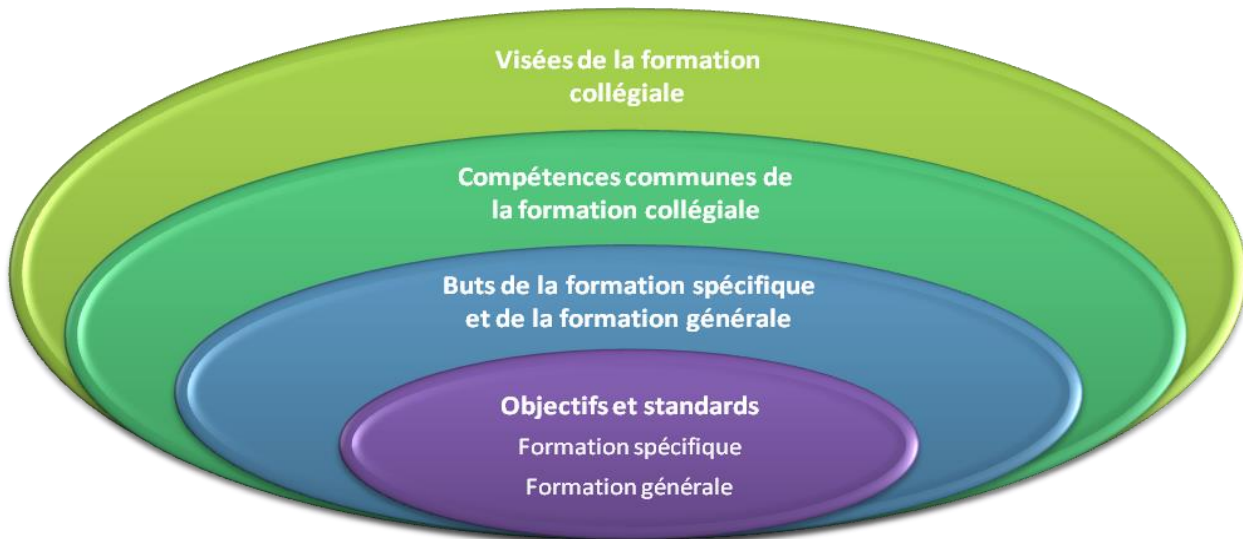 Visées de la formation
collégiale
Compétences communes de
la formation collégiale
Buts de la formation spécifique
et de la formation générale
Objectifs et standards
Formation spécifique
Formation générale